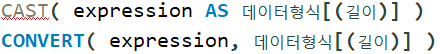 CAST( expression AS 데이터형식[(길이)] )
CONVERT( expression, 데이터형식[(길이)] )